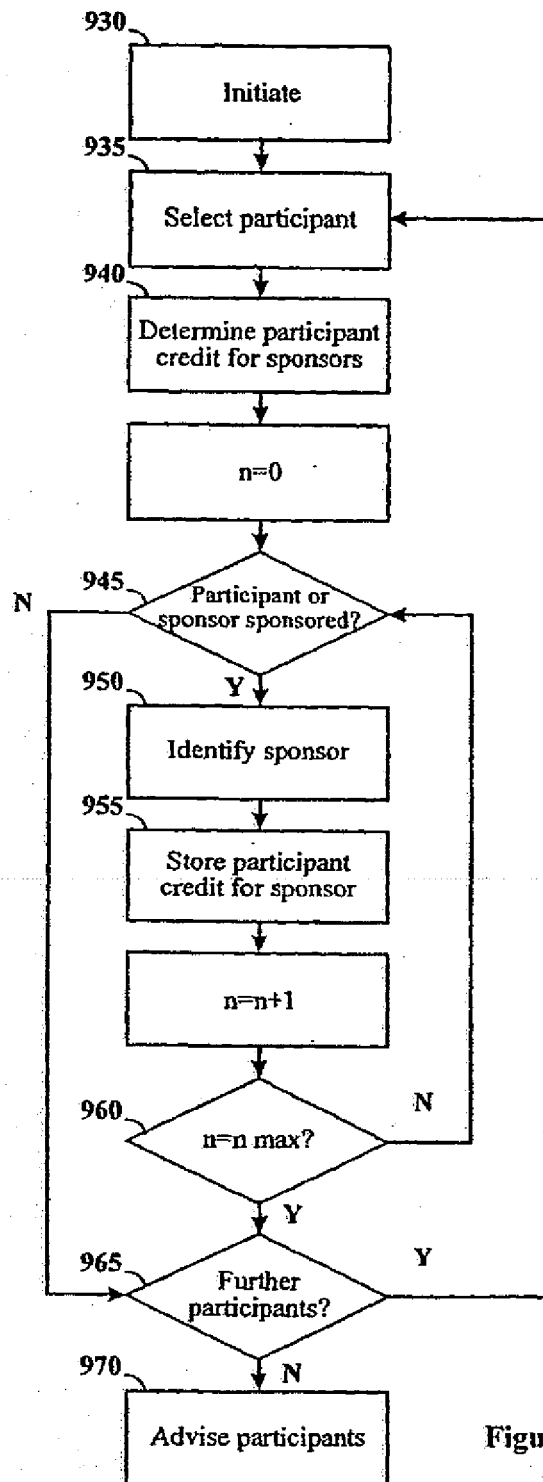 930
Initiate
935
Select participant
940
Determine participant
credit for sponsors
n=0
945
N
Participant or
sponsor sponsored?
Y
950
Identify sponsor
955
Store participant
credit for sponsor
n=n+1
960
N
n=n max?
Y
965
Y
Further
participants?
N
970
Advise participants
Figu